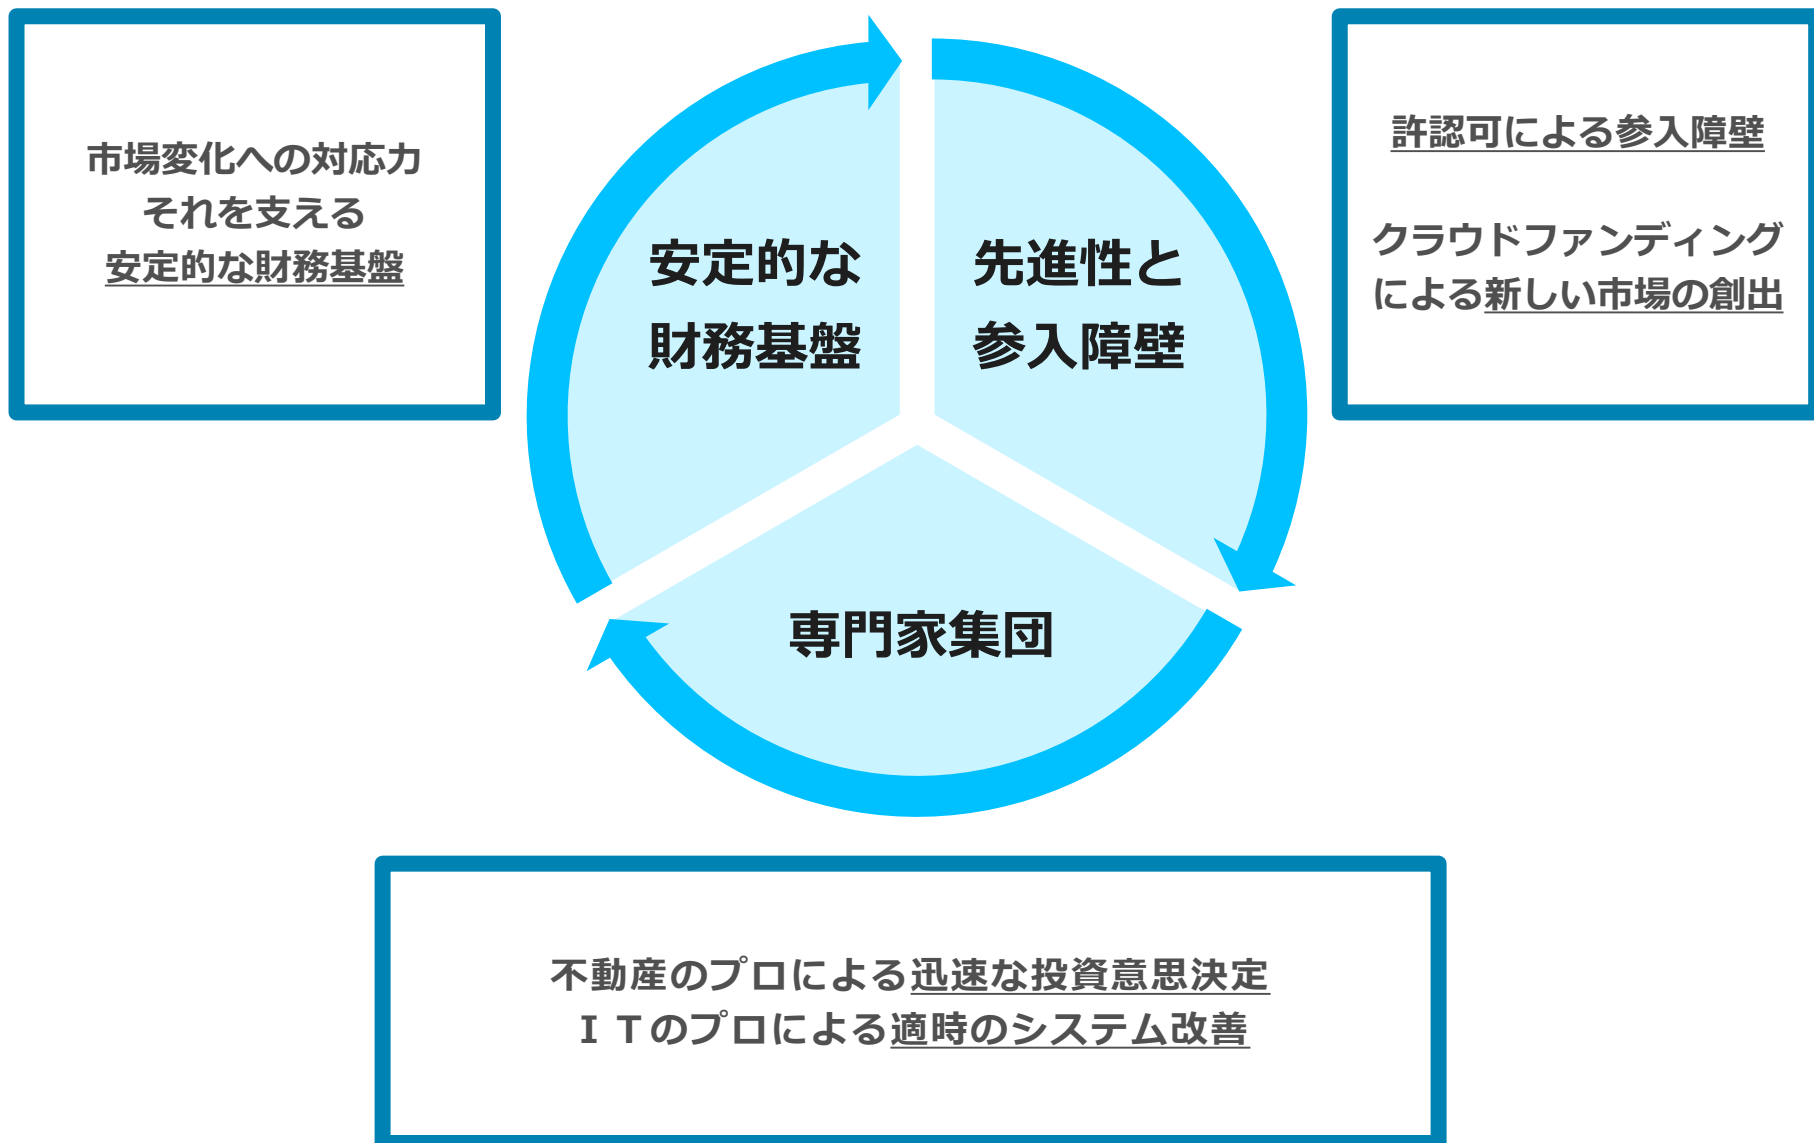 市場変化への対応力
それを支える
安定的な財務基盤
安定的な
財務基盤
先進性と
参入障壁
許認可による参入障壁
クラウドファンディング
による新しい市場の創出
専門家集団
不動産のプロによる迅速な投資意思決定
ＩＴのプロによる適時のシステム改善